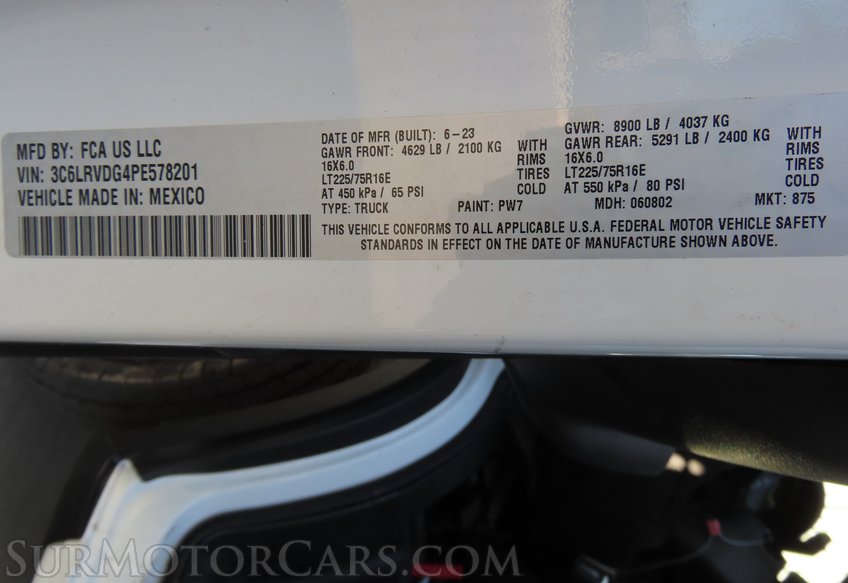 MFD BY: FCA US LLC
VIN: 3C6LRVDG4PE578201
VEHICLE MADE IN: MEXICO
DATE OF MFR (BUILT): 6-23
GAWR FRONT: 4629 LB / 2100 KG WITH
16X6.0 RIMS
LT225/75R16E TIRES
AT 450 kPa / 65 PSI COLD
GVWR: 8900 LB / 4037 KG
GAWR REAR: 5291 LB / 2400 KG WITH
16X6.0 RIMS
LT225/75R16E TIRES
AT 550 kPa / 80 PSI COLD
TYPE: TRUCK PAINT: PW7 MDH: 060802 MKT: 875
THIS VEHICLE CONFORMS TO ALL APPLICABLE U.S.A. FEDERAL MOTOR VEHICLE SAFETY
STANDARDS IN EFFECT ON THE DATE OF MANUFACTURE SHOWN ABOVE.
SurMotorCars.com